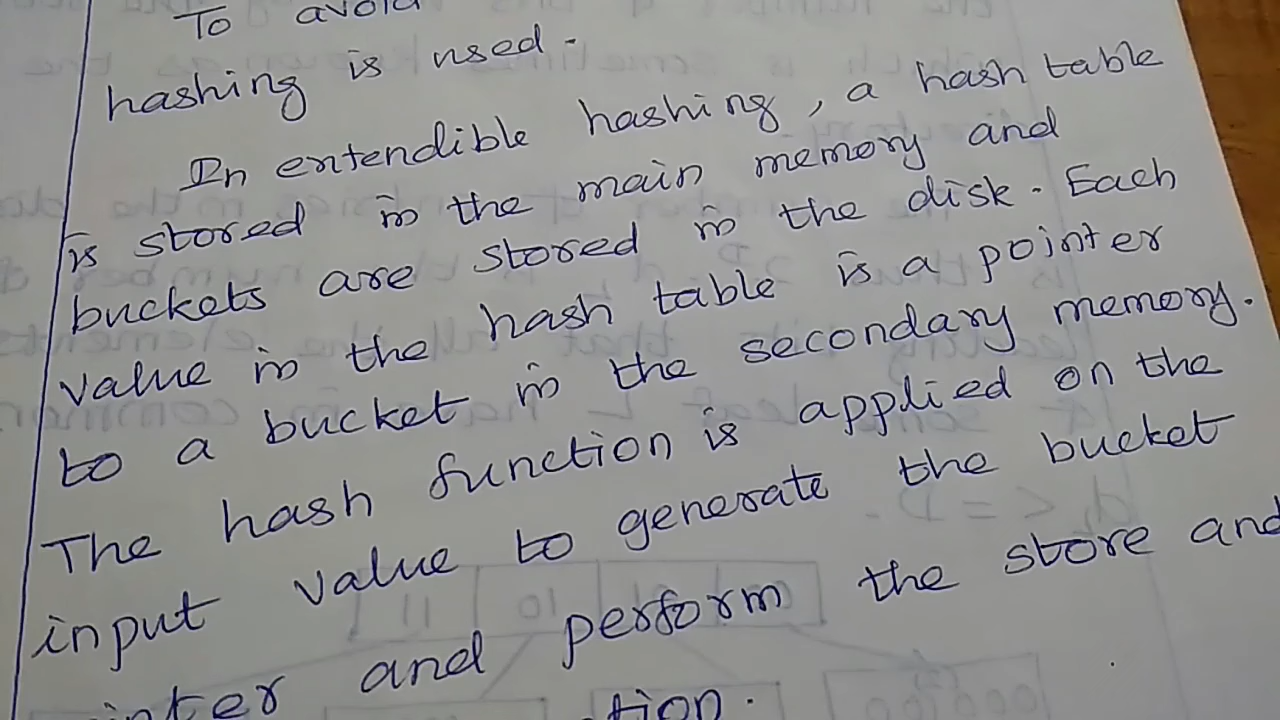 To avoid
hashing is used.
In entendible hashing, a hash table
is stored in the main memory and
buckets are stored in the disk. Each
value in the hash table is a pointer
to a bucket in the secondary memory.
The hash function is applied on the
input value to generate the bucket
and perform the store and